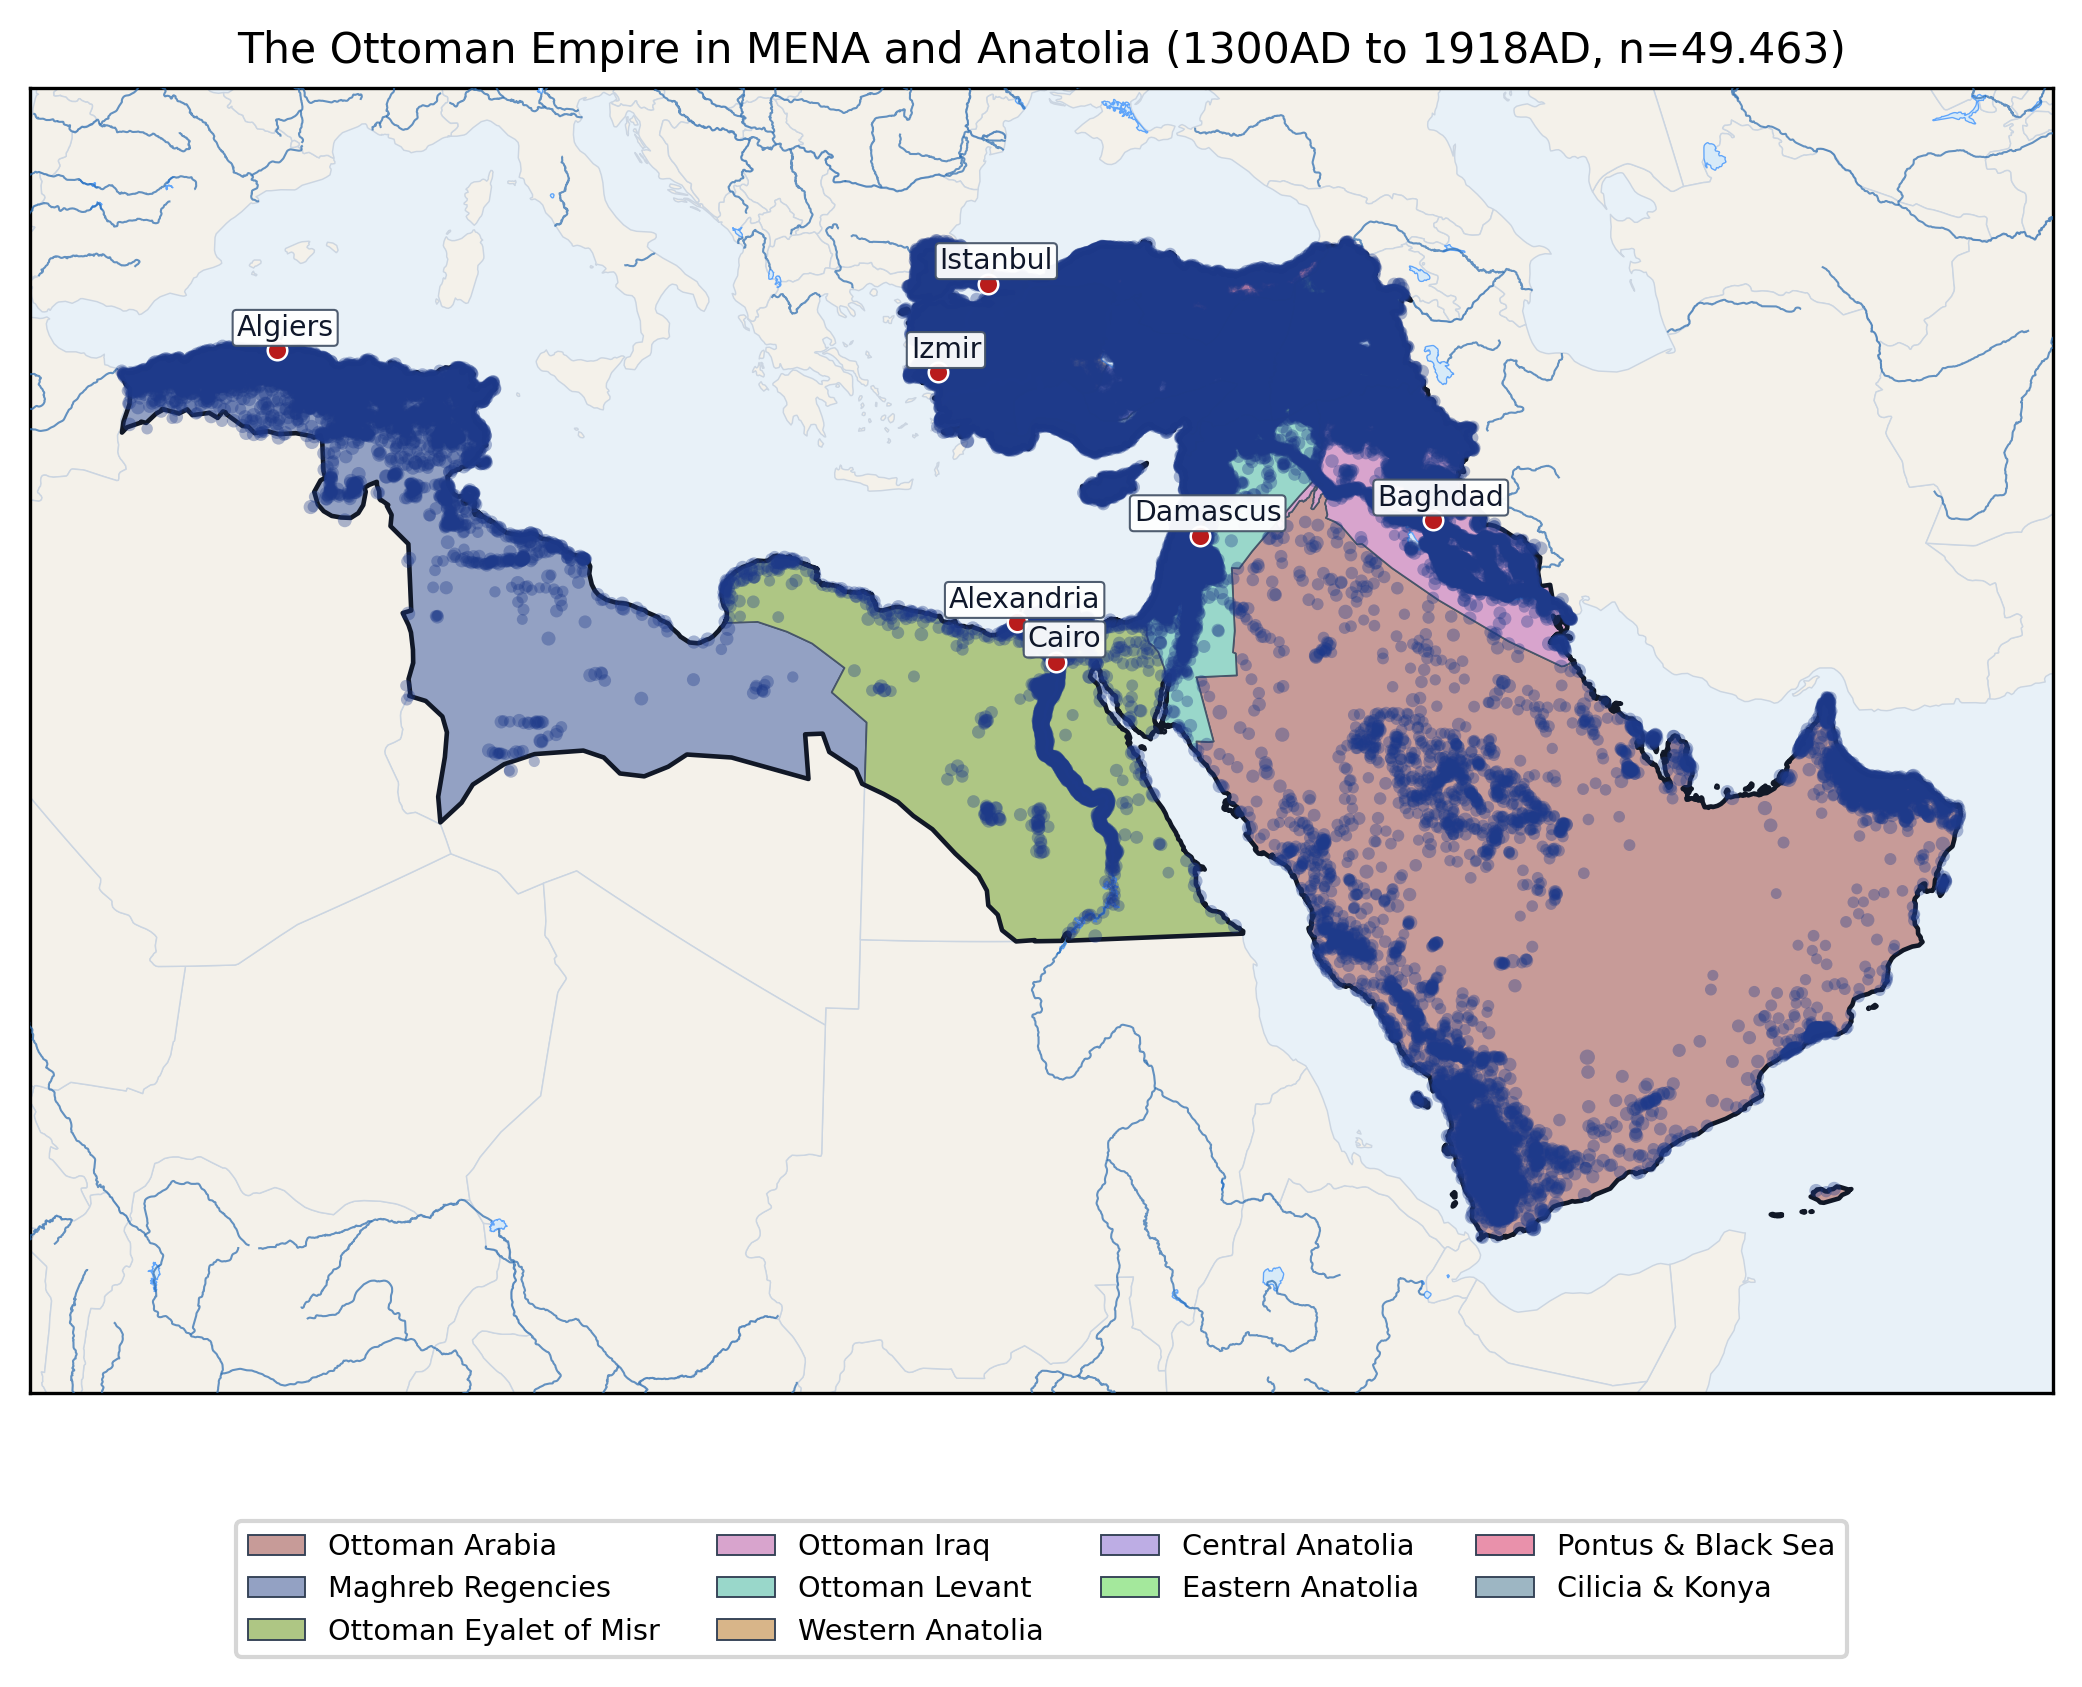 The Ottoman Empire in MENA and Anatolia (1300AD to 1918AD, n=49.463)
Istanbul
Algiers
Izmir
Baghdad
Damascus
Alexandria
Cairo
Ottoman Arabia
Maghreb Regencies
Ottoman Eyalet of Misr
Ottoman Iraq
Ottoman Levant
Western Anatolia
Central Anatolia
Eastern Anatolia
Pontus & Black Sea
Cilicia & Konya